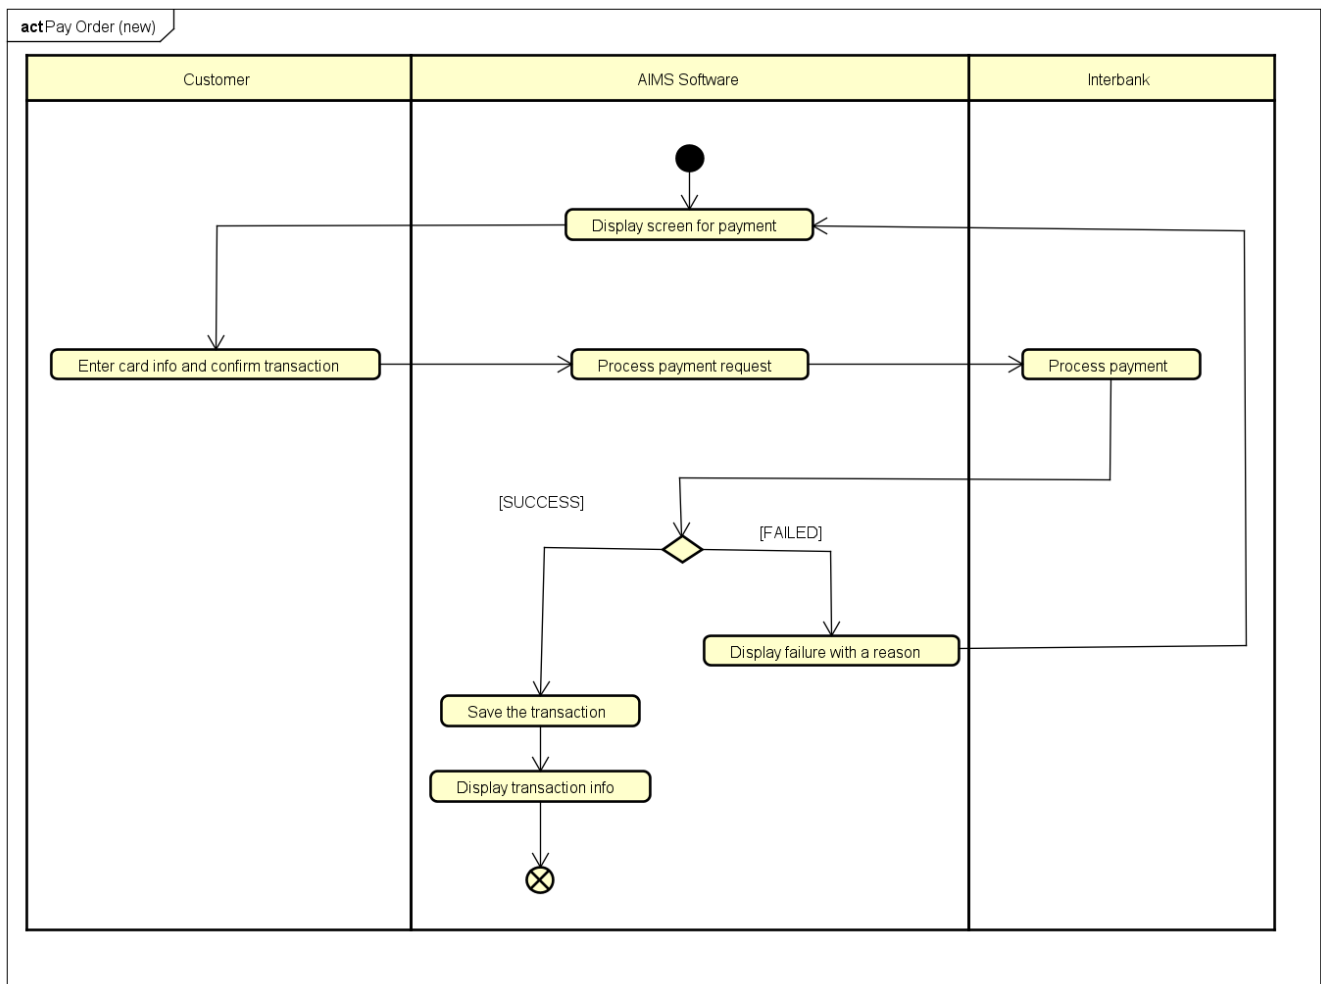 act Pay Order (new)
Customer
AIMS Software
Interbank
Display screen for payment
Enter card info and confirm transaction
Process payment request
Process payment
[SUCCESS]
[FAILED]
Display failure with a reason
Save the transaction
Display transaction info